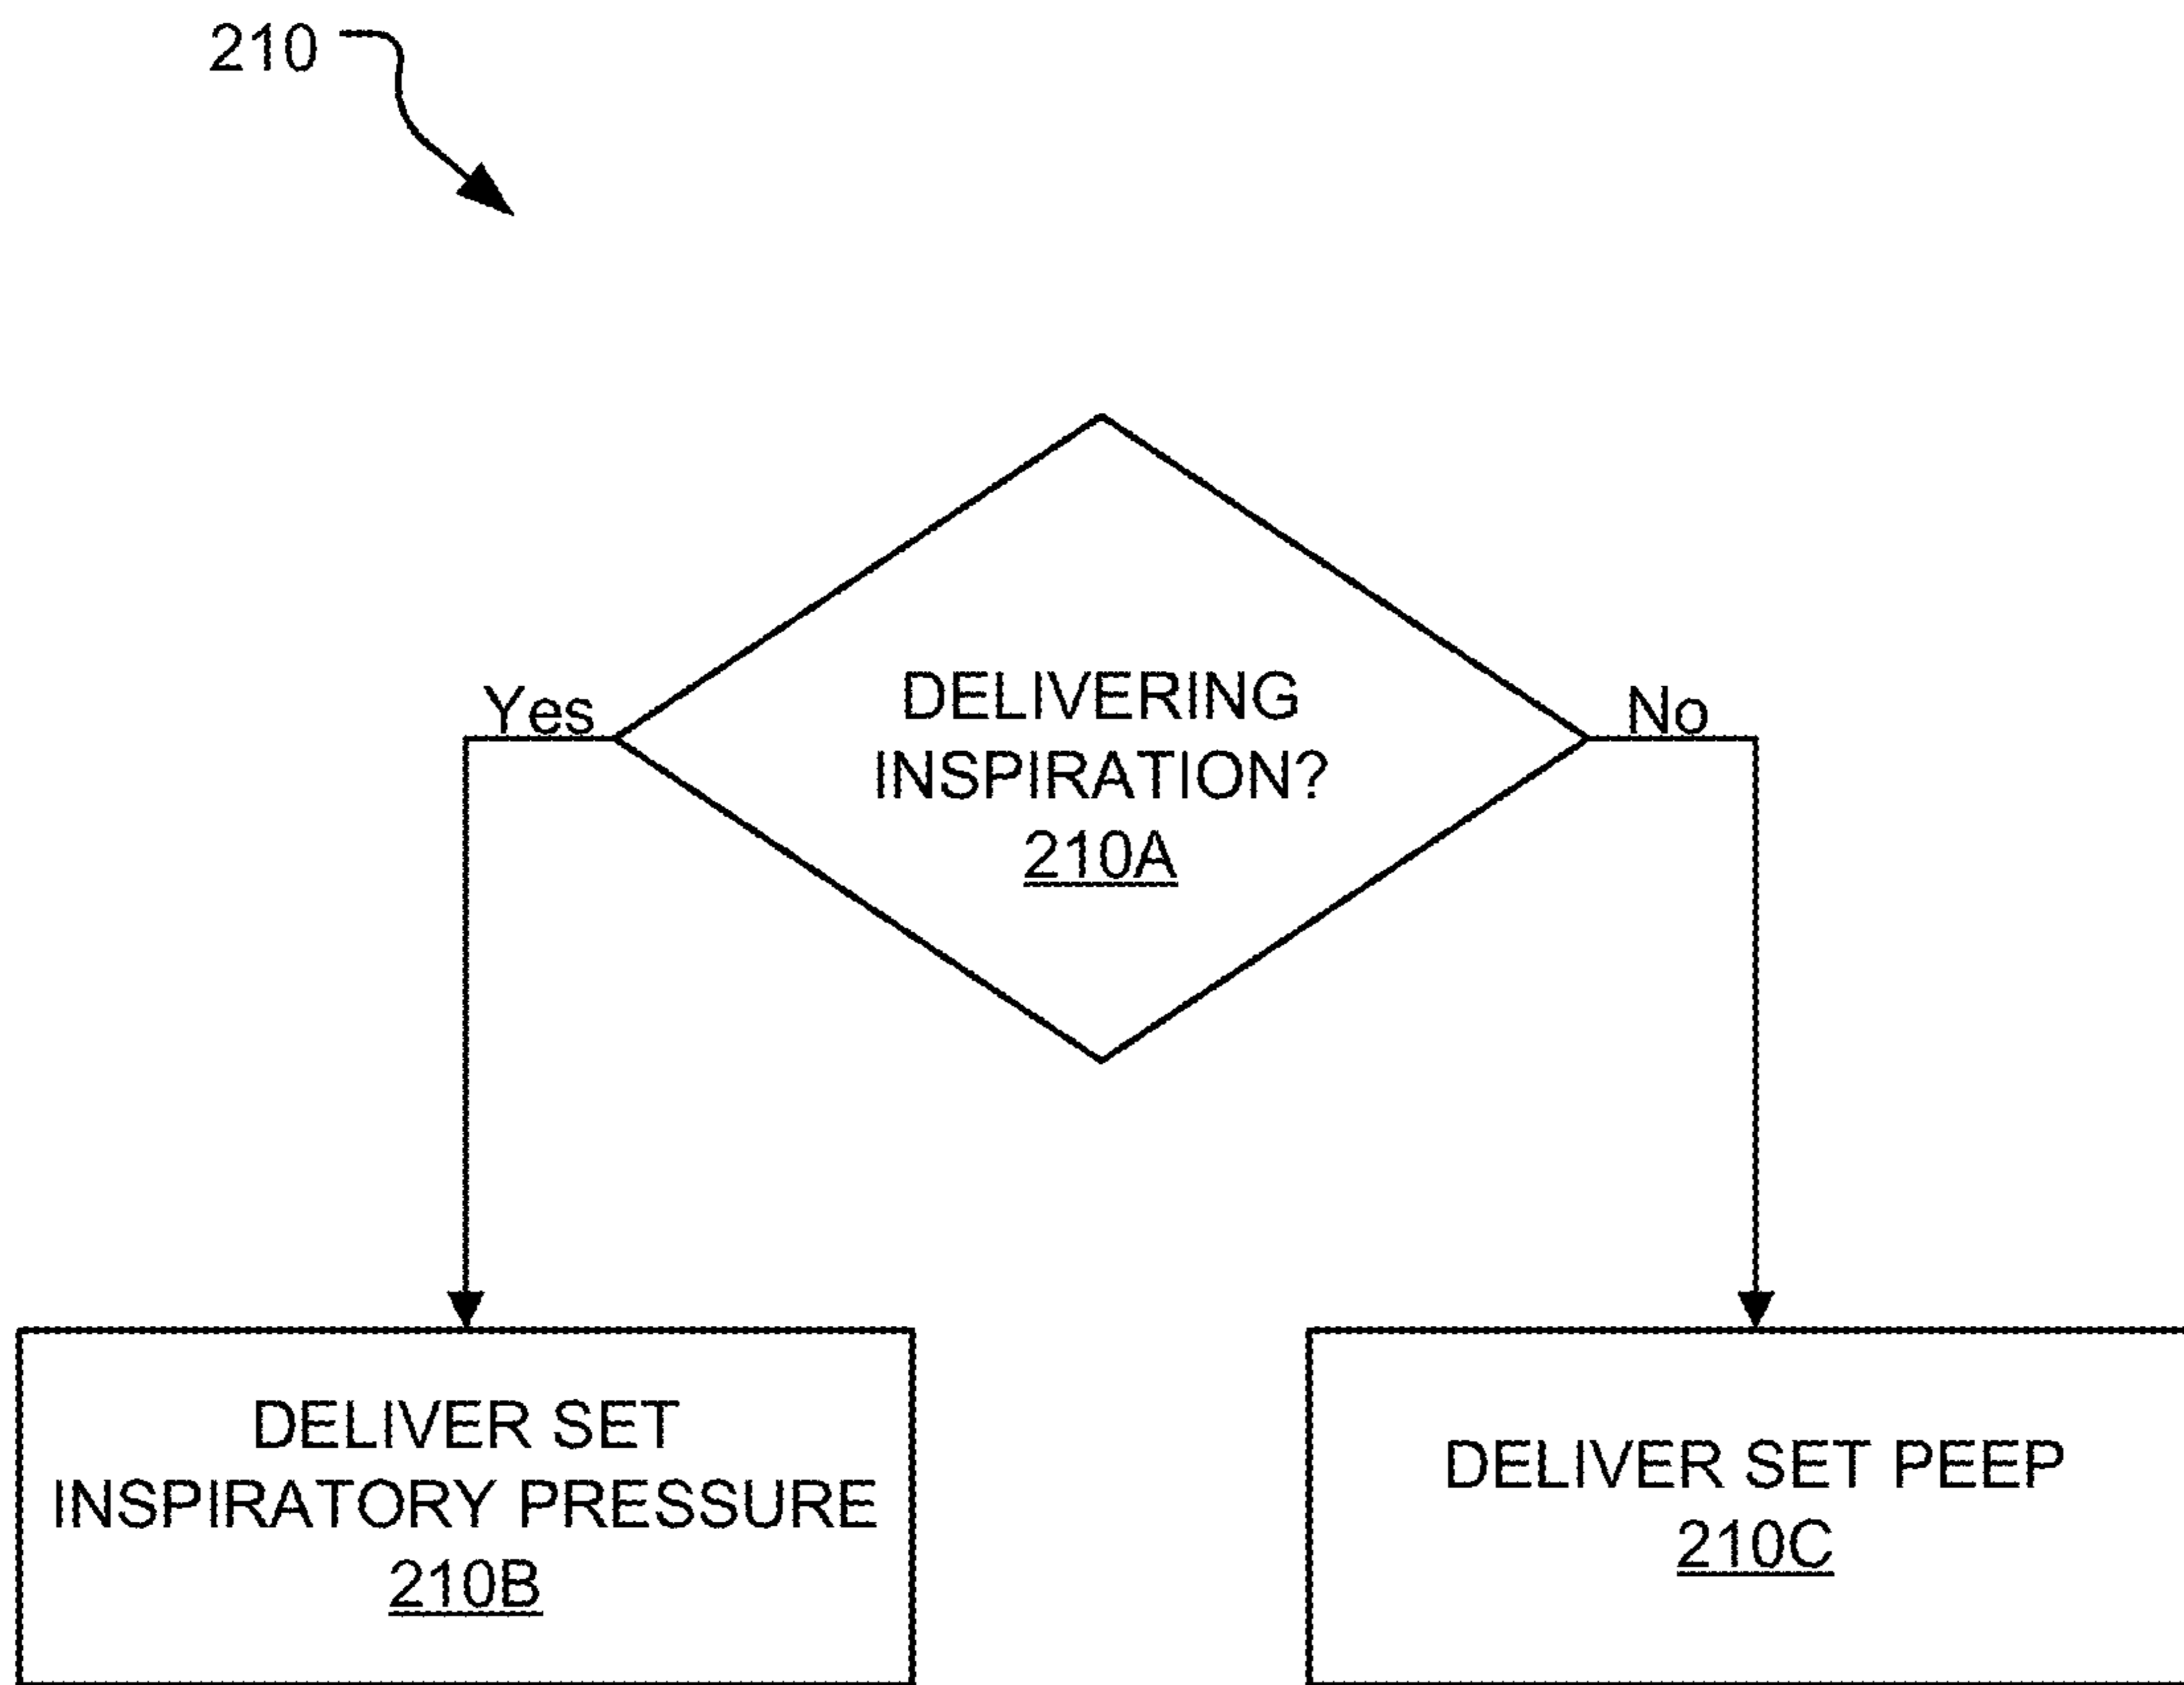 210
DELIVERING
INSPIRATION?
210A
Yes
No
DELIVER SET
INSPIRATORY PRESSURE
210B
DELIVER SET PEEP
210C